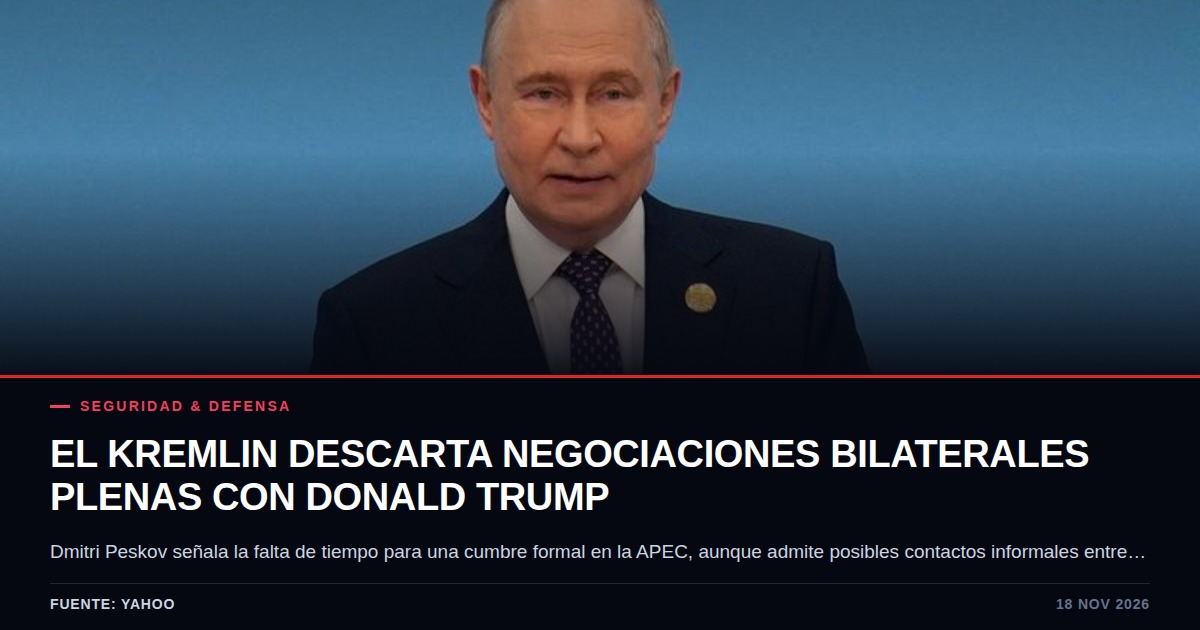 SEGURIDAD & DEFENSA
EL KREMLIN DESCARTA NEGOCIACIONES BILATERALES
PLENAS CON DONALD TRUMP
Dmitri Peskov señala la falta de tiempo para una cumbre formal en la APEC, aunque admite posibles contactos informales entre…
FUENTE: YAHOO
18 NOV 2026